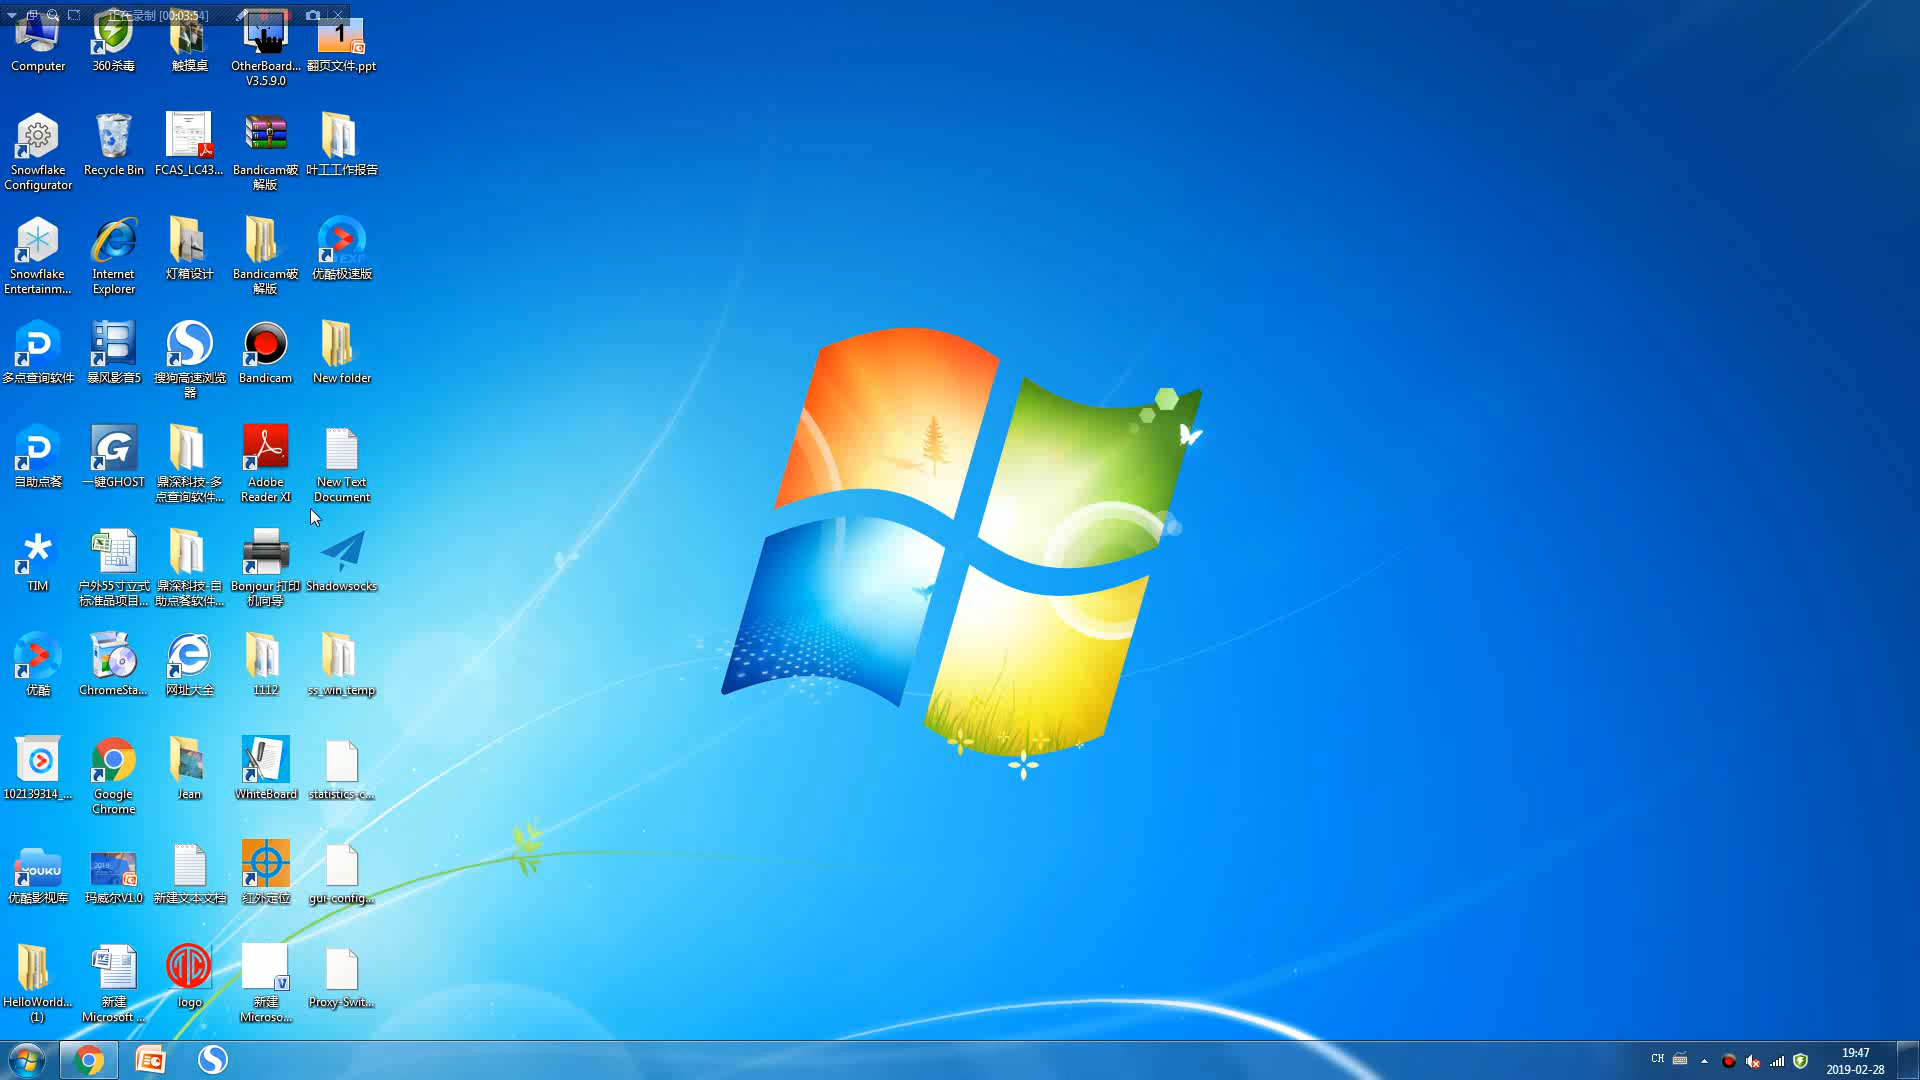 正在录制 [00:03:54]
Computer
360杀毒
触摸桌
OtherBoard...
V3.5.9.0
1
翻页文件.ppt
Snowflake
Configurator
Recycle Bin
FCAS_LC43...
Bandicam破
解版
叶工工作报告
Snowflake
Entertainm...
Internet
Explorer
灯箱设计
Bandicam破
解版
优酷极速版
多点查询软件
暴风影音5
搜狗高速浏览
器
Bandicam
New folder
自助点餐
一键GHOST
鼎深科技-多
点查询软件...
Adobe
Reader XI
New Text
Document
TIM
户外55寸立式
标准品项目...
鼎深科技-自
助点餐软件...
Bonjour 打印
机向导
Shadowsocks
优酷
ChromeSta...
网址大全
1112
ss_win_temp
102139314_...
Google
Chrome
Jean
WhiteBoard
statistics-c...
YOUKU
优酷影视库
玛威尔V1.0
新建文本文档
红外定位
gui-config...
HelloWorld...
(1)
新建
Microsoft ...
logo
新建
Microso...
Proxy-Swit...
CH
19:47
2019-02-28